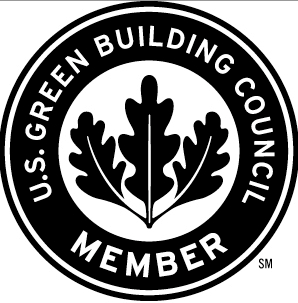 U.S. GREEN BUILDING COUNCIL
MEMBER
SM